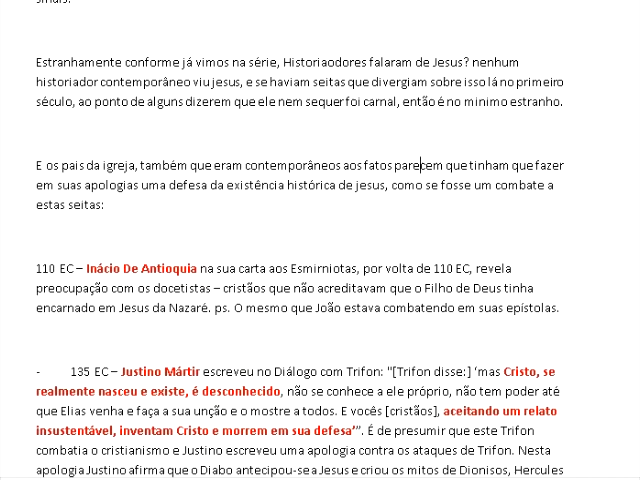 sinais.
Estranhamente conforme já vimos na série, Historiaodores falaram de Jesus? nenhum
historiador contemporâneo viu jesus, e se haviam seitas que divergiam sobre isso lá no primeiro
século, ao ponto de alguns dizerem que ele nem sequer foi carnal, então é no minimo estranho.
E os pais da igreja, também que eram contemporâneos aos fatos parecem que tinham que fazer
em suas apologias uma defesa da existência histórica de jesus, como se fosse um combate a
estas seitas:
110 EC – Inácio De Antioquia na sua carta aos Esmirniotas, por volta de 110 EC, revela
preocupação com os docetistas – cristãos que não acreditavam que o Filho de Deus tinha
encarnado em Jesus da Nazaré. ps. O mesmo que João estava combatendo em suas epístolas.
- 135 EC – Justino Mártir escreveu no Diálogo com Trifon: "[Trifon disse:] ‘mas Cristo, se
realmente nasceu e existe, é desconhecido, não se conhece a ele próprio, não tem poder até
que Elias venha e faça a sua unção e o mostre a todos. E vocês [cristãos], aceitando um relato
insustentável, inventam Cristo e morrem em sua defesa’”. É de presumir que este Trifon
combatia o cristianismo e Justino escreveu uma apologia contra os ataques de Trifon. Nesta
apologia Justino afirma que o Diabo antecipou-se a Jesus e criou os mitos de Dionisos, Hercules